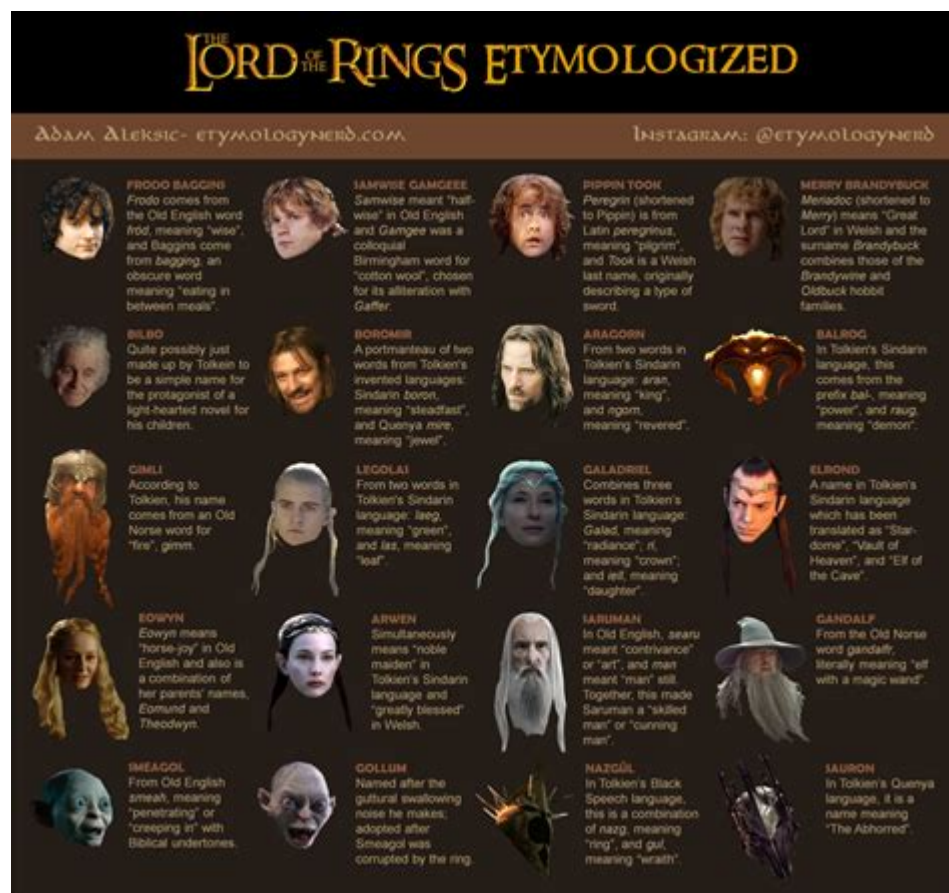 THE LORD OF THE RINGS ETYMOLOGIZED
Adam Aleksic- etymologynerd.com
Instagram: @etymologynerd
FRODO BAGGINS
Frodo comes from
the Old English word
fród, meaning "wise",
and Baggins come
from bagging, an
obscure word
meaning "eating in
between meals".
SAMWISE GAMGEE
Samwise meant "half-
wise" in Old English
and Gamgee was a
colloquial
Birmingham word for
"cotton wool", chosen
for its alliteration with
Gaffer.
PIPPIN TOOK
Peregrin (shortened
to Pippin) is from
Latin peregrinus,
meaning "pilgrim",
and Took is a Welsh
last name, originally
describing a type of
sword.
MERRY BRANDYBUCK
Meriadoc (shortened to
Merry) means "Great
Lord" in Welsh and the
surname Brandybuck
combines those of the
Brandywine and
Oldbuck hobbit
families.
BILBO
Quite possibly just
made up by Tolkein to
be a simple name for
the protagonist of a
light-hearted novel for
his children.
BOROMIR
A portmanteau of two
words from Tolkien's
invented languages:
Sindarin boron,
meaning "steadfast",
and Quenya mire,
meaning "jewel".
ARAGORN
From two words in
Tolkien's Sindarin
language: aran,
meaning "king",
and ngorn,
meaning "revered".
BALROG
In Tolkien's Sindarin
language, this
comes from the
prefix bal-, meaning
"power", and raug,
meaning "demon".
GIMLI
According to
Tolkien, his name
comes from an Old
Norse word for
"fire", gimm.
LEGOLAS
From two words in
Tolkien's Sindarin
language: laeg,
meaning "green",
and las, meaning
"leaf".
GALADRIEL
Combines three
words in Tolkien's
Sindarin language:
Galad, meaning
"radiance"; rí,
meaning "crown";
and iell, meaning
"daughter".
ELROND
A name in Tolkien's
Sindarin language
which has been
translated as "Star-
dome", "Vault of
Heaven", and "Elf of
the Cave".
EOWYN
Eowyn means
"horse-joy" in Old
English and also is
a combination of
her parents' names,
Eomund and
Theodwyn.
ARWEN
Simultaneously
means "noble
maiden" in
Tolkien's Sindarin
language and
"greatly blessed"
in Welsh.
SARUMAN
In Old English, searu
meant "contrivance"
or "art", and man
meant "man" still.
Together, this made
Saruman a "skilled
man" or "cunning
man".
GANDALF
From the Old Norse
word gandalfr,
literally meaning "elf
with a magic wand".
SMEAGOL
From Old English
smeah, meaning
"penetrating" or
"creeping in" with
Biblical undertones.
GOLLUM
Named after the
guttural swallowing
noise he makes;
adopted after
Smeagol was
corrupted by the ring.
NAZGÛL
In Tolkien's Black
Speech language,
this is a combination
of nazg, meaning
"ring", and gul,
meaning "wraith".
SAURON
In Tolkien's Quenya
language, it is a
name meaning
"The Abhorred".